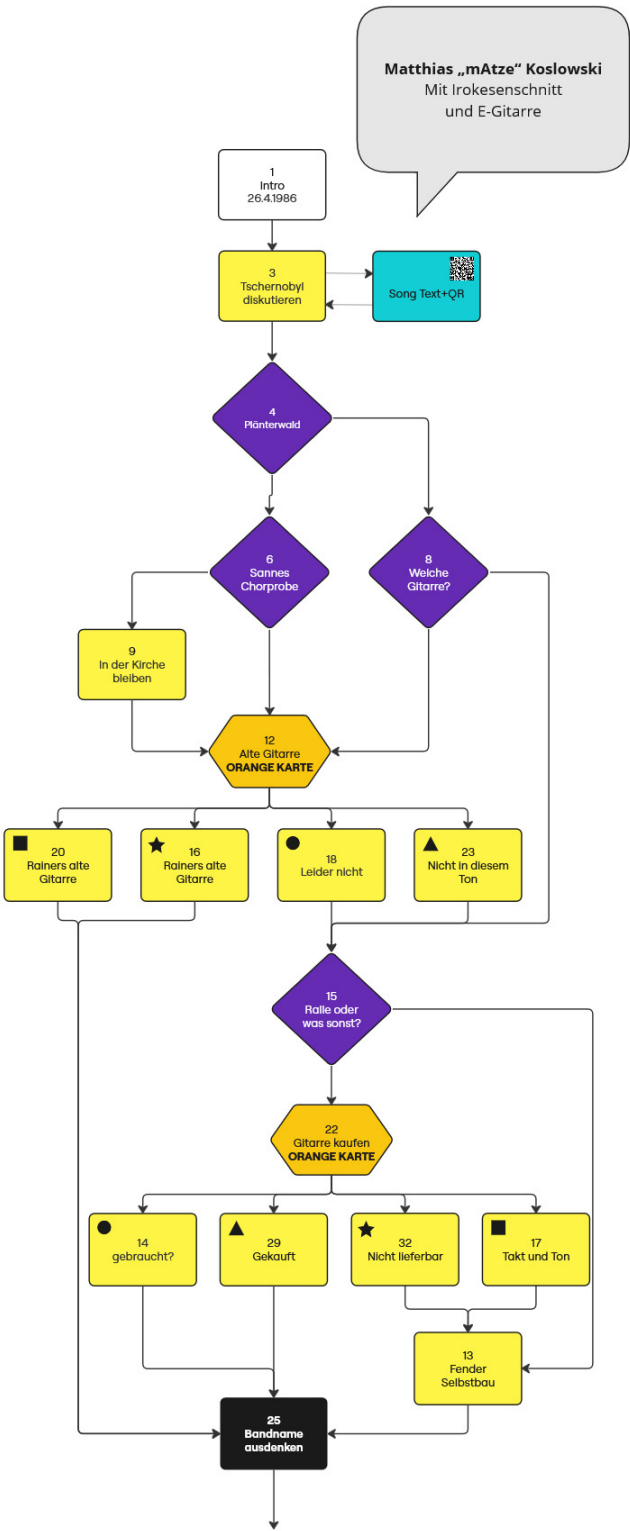 Matthias „mAtze“ Koslowski
Mit Irokesenschnitt
und E-Gitarre
1
Intro
26.4.1986
3
Tschernobyl
diskutieren
Song Text+QR
4
Plänterwald
6
Sannes
Chorprobe
8
Welche
Gitarre?
9
In der Kirche
bleiben
12
Alte Gitarre
ORANGE KARTE
20
Rainers alte
Gitarre
16
Rainers alte
Gitarre
18
Leider nicht
23
Nicht in diesem
Ton
15
Ralle oder
was sonst?
22
Gitarre kaufen
ORANGE KARTE
14
gebraucht?
29
Gekauft
32
Nicht lieferbar
17
Takt und Ton
13
Fender
Selbstbau
25
Bandname
ausdenken